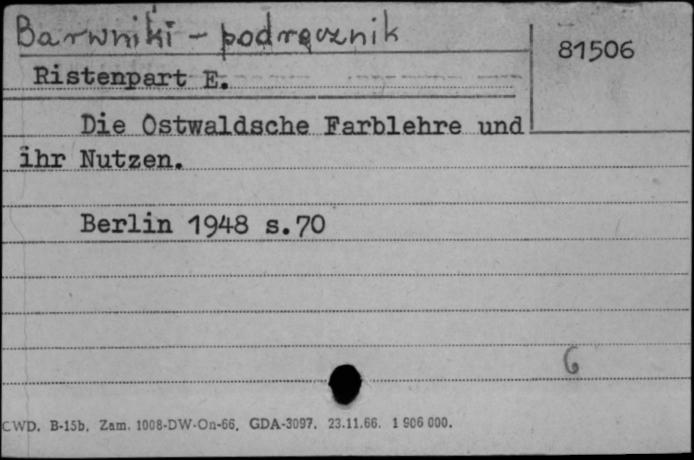 Barwniki - podręcznik
81506
Ristenpart E.
Die Ostwaldsche Farblehre und
ihr Nutzen.
Berlin 1948 s.70
6
CWD. B-15b. Zam. 1008-DW-On-66. GDA-3097. 23.11.66. 1 906 000.